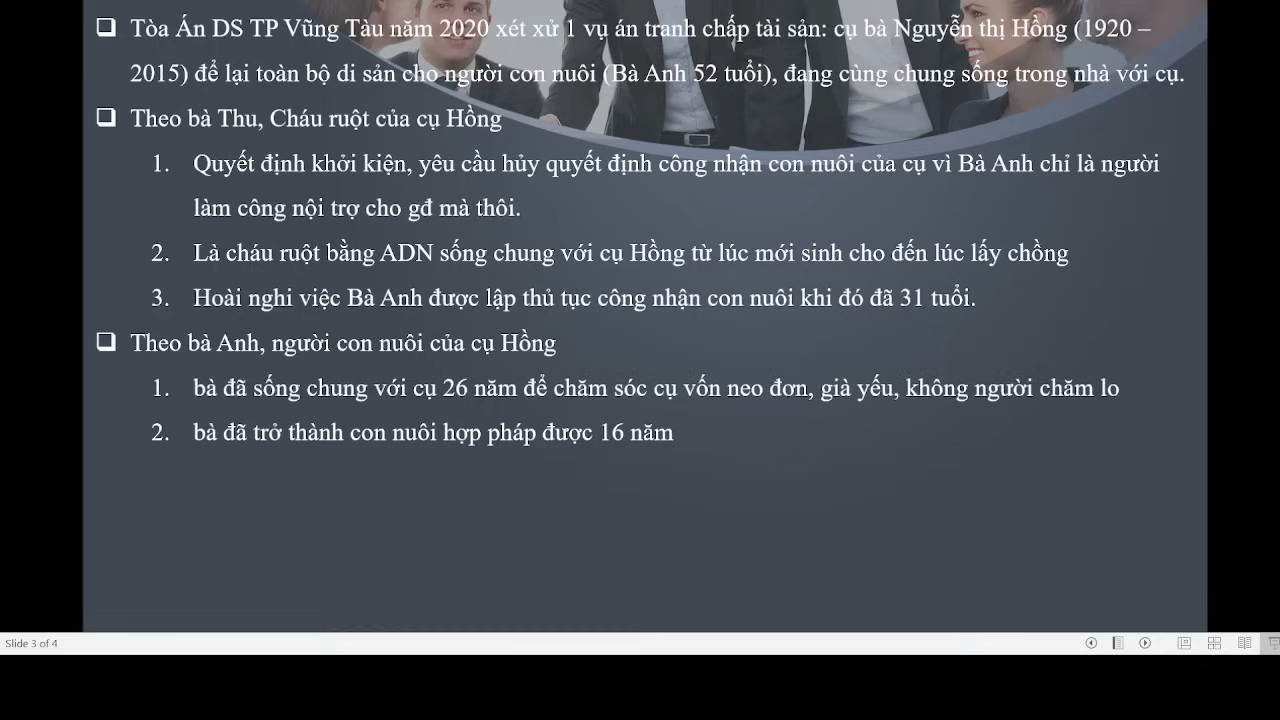 Tòa Án DS TP Vũng Tàu năm 2020 xét xử 1 vụ án tranh chấp tài sản: cụ bà Nguyễn thị Hồng (1920 –
2015) để lại toàn bộ di sản cho người con nuôi (Bà Anh 52 tuổi), đang cùng chung sống trong nhà với cụ.
Theo bà Thu, Cháu ruột của cụ Hồng
1. Quyết định khởi kiện, yêu cầu hủy quyết định công nhận con nuôi của cụ vì Bà Anh chỉ là người
làm công nội trợ cho gđ mà thôi.
2. Là cháu ruột bằng ADN sống chung với cụ Hồng từ lúc mới sinh cho đến lúc lấy chồng
3. Hoài nghi việc Bà Anh được lập thủ tục công nhận con nuôi khi đó đã 31 tuổi.
Theo bà Anh, người con nuôi của cụ Hồng
1. bà đã sống chung với cụ 26 năm để chăm sóc cụ vốn neo đơn, già yếu, không người chăm lo
2. bà đã trở thành con nuôi hợp pháp được 16 năm
Slide 3 of 4